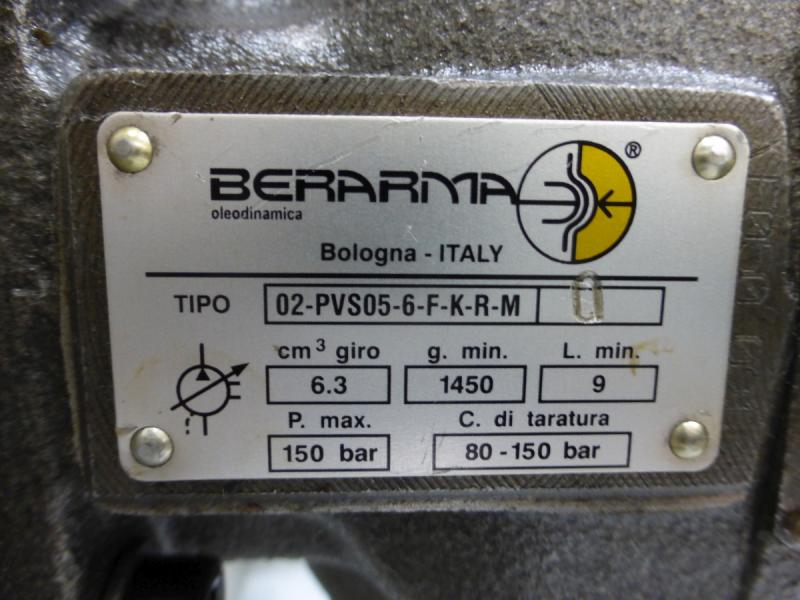 BERARMA ®
oleodinamica
Bologna - ITALY
TIPO 02-PVS05-6-F-K-R-M
cm³ giro g. min. L. min.
6.3 1450 9
P. max. C. di taratura
150 bar 80 - 150 bar